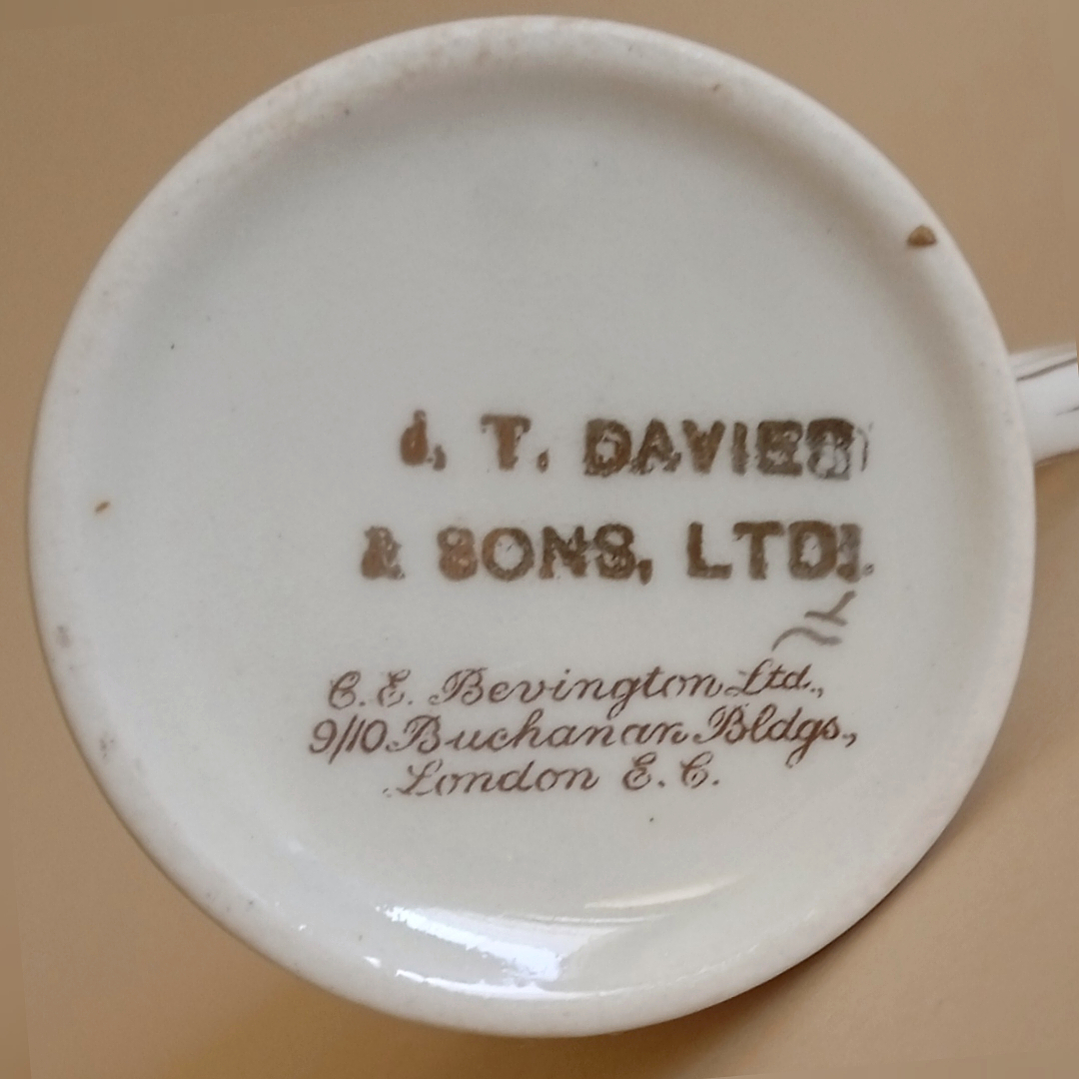 J. T. DAVIES
& SONS, LTD.
C. E. Bevington Ltd.,
9/10 Buchanan Bldgs.,
London E. C.